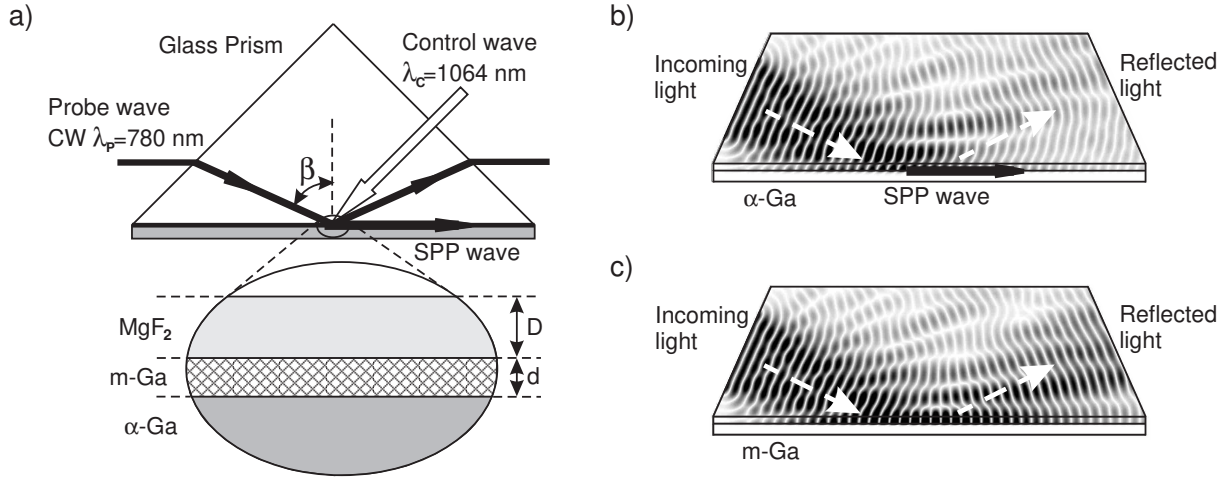 a)
Glass Prism
Control wave
λC=1064 nm
Probe wave
CW λP=780 nm
β
SPP wave
MgF2
D
m-Ga
d
α-Ga
b)
Incoming
light
Reflected
light
α-Ga
SPP wave
c)
Incoming
light
Reflected
light
m-Ga